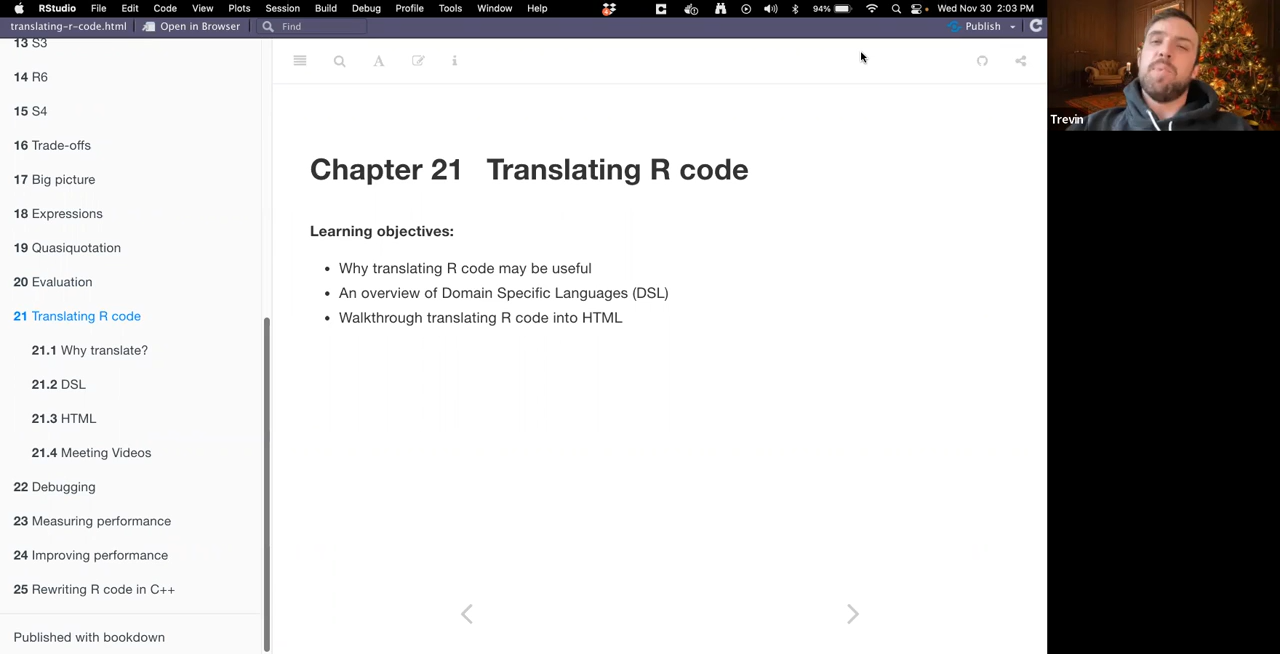 RStudio File Edit Code View Plots Session Build Debug Profile Tools Window Help 94% Wed Nov 30 2:03 PM
translating-r-code.html Open in Browser Find Publish
13 S3
14 R6
15 S4
16 Trade-offs
17 Big picture
18 Expressions
19 Quasiquotation
20 Evaluation
21 Translating R code
21.1 Why translate?
21.2 DSL
21.3 HTML
21.4 Meeting Videos
22 Debugging
23 Measuring performance
24 Improving performance
25 Rewriting R code in C++
Published with bookdown
Chapter 21 Translating R code
Learning objectives:
• Why translating R code may be useful
• An overview of Domain Specific Languages (DSL)
• Walkthrough translating R code into HTML
Trevin